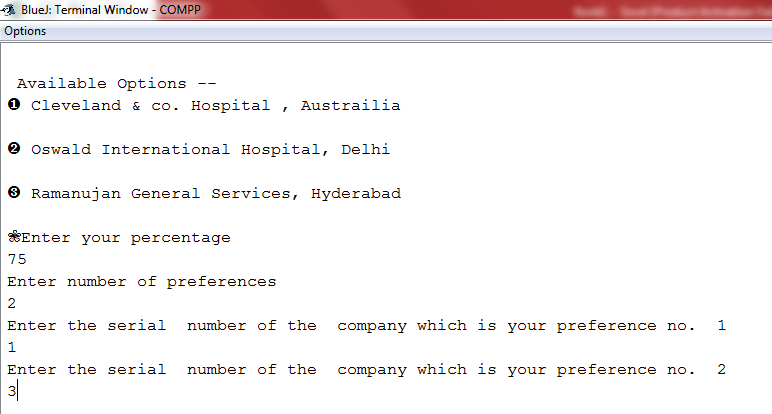 BlueJ: Terminal Window - COMPP
Options
Available Options --
❶ Cleveland & co. Hospital , Austrailia
❷ Oswald International Hospital, Delhi
❸ Ramanujan General Services, Hyderabad
❀Enter your percentage
75
Enter number of preferences
2
Enter the serial  number of the  company which is your preference no.  1
1
Enter the serial  number of the  company which is your preference no.  2
3